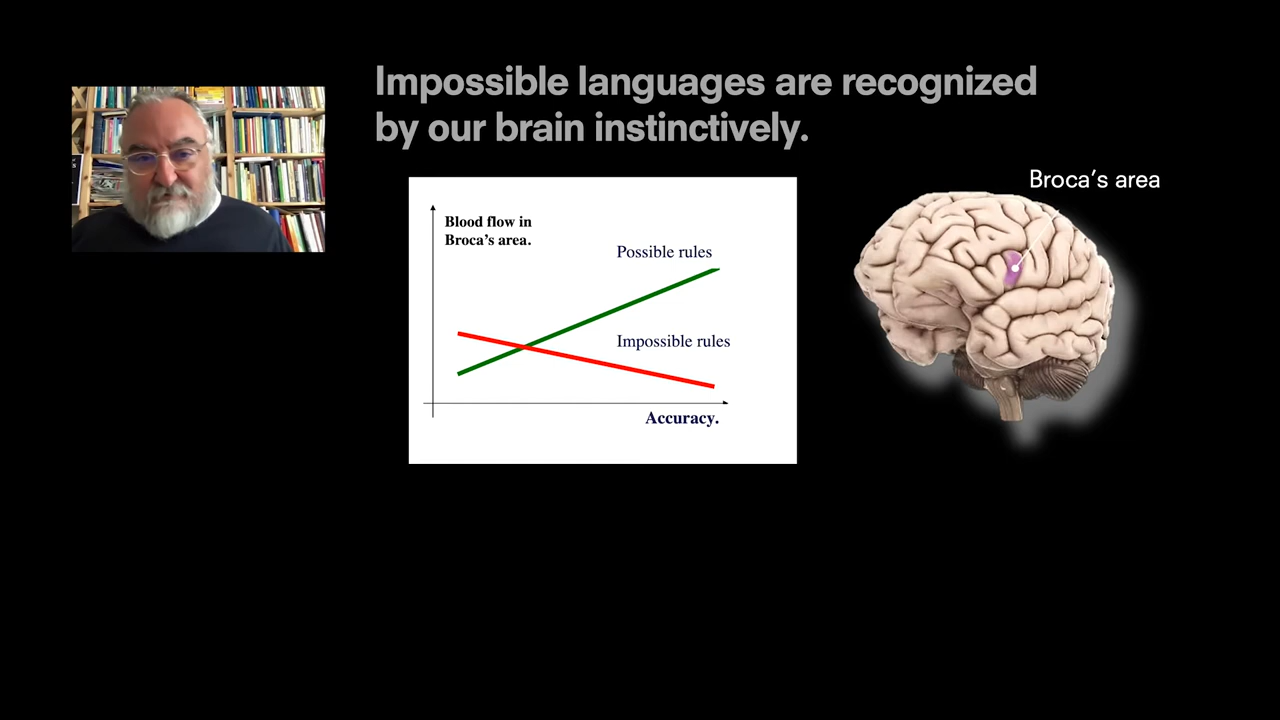 Impossible languages are recognized
by our brain instinctively.
Broca’s area
Blood flow in
Broca’s area.
Possible rules
Impossible rules
Accuracy.